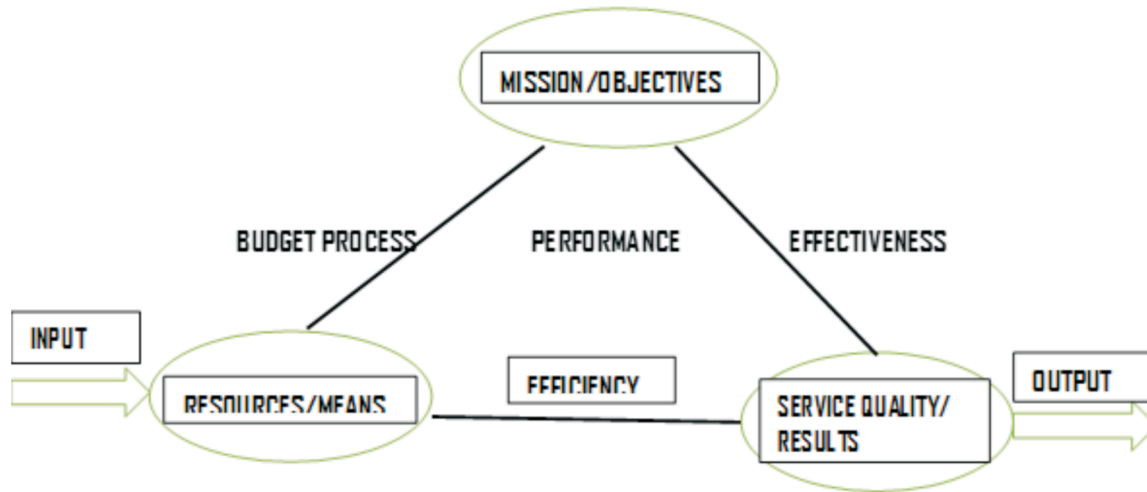 MISSION/OBJECTIVES
BUDGET PROCESS
PERFORMANCE
EFFECTIVENESS
INPUT
RESOURCES/MEANS
EFFICIENCY
SERVICE QUALITY/
RESULTS
OUTPUT